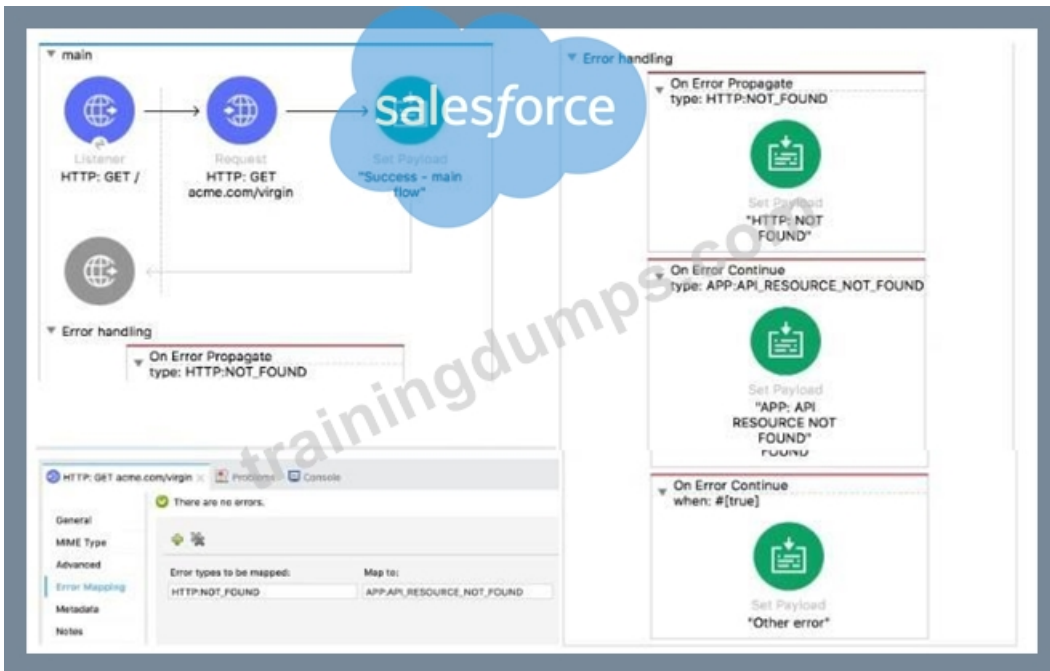 main
Listener
HTTP: GET /
Request
HTTP: GET
acme.com/virgin
Set Payload
"Success - main
flow"
salesforce
Error handling
On Error Propagate
type: HTTP:NOT_FOUND
Error handling
On Error Propagate
type: HTTP:NOT_FOUND
Set Payload
"HTTP: NOT
FOUND"
On Error Continue
type: APP:API_RESOURCE_NOT_FOUND
Set Payload
"APP: API
RESOURCE NOT
FOUND"
FOUND
On Error Continue
when: #[true]
Set Payload
"Other error"
HTTP: GET acme.com/virgin
Problems
Console
There are no errors.
General
MIME Type
Advanced
Error Mapping
Metadata
Notes
Error types to be mapped:
Map to:
HTTP:NOT_FOUND
APP:API_RESOURCE_NOT_FOUND
trainingdumps.com